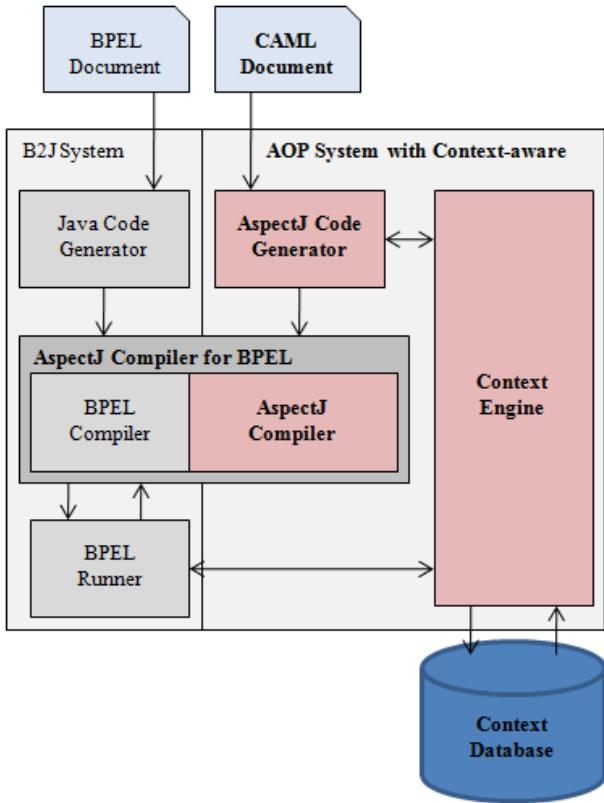 BPEL
Document
CAML
Document
B2J System
AOP System with Context-aware
Java Code
Generator
AspectJ Code
Generator
AspectJ Compiler for BPEL
BPEL
Compiler
AspectJ
Compiler
Context
Engine
BPEL
Runner
Context
Database